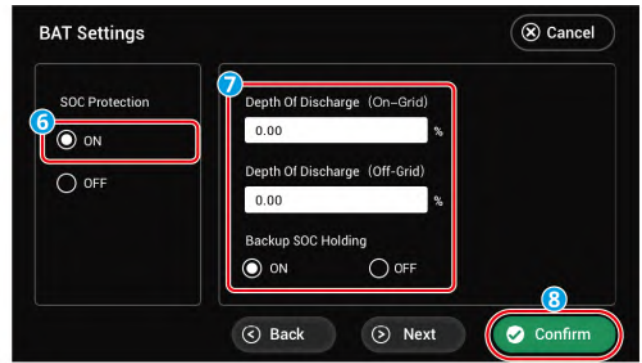 BAT Settings
Cancel
SOC Protection
6
ON
OFF
7
Depth Of Discharge (On-Grid)
0.00 %
Depth Of Discharge (Off-Grid)
0.00 %
Backup SOC Holding
ON OFF
8
Back Next Confirm